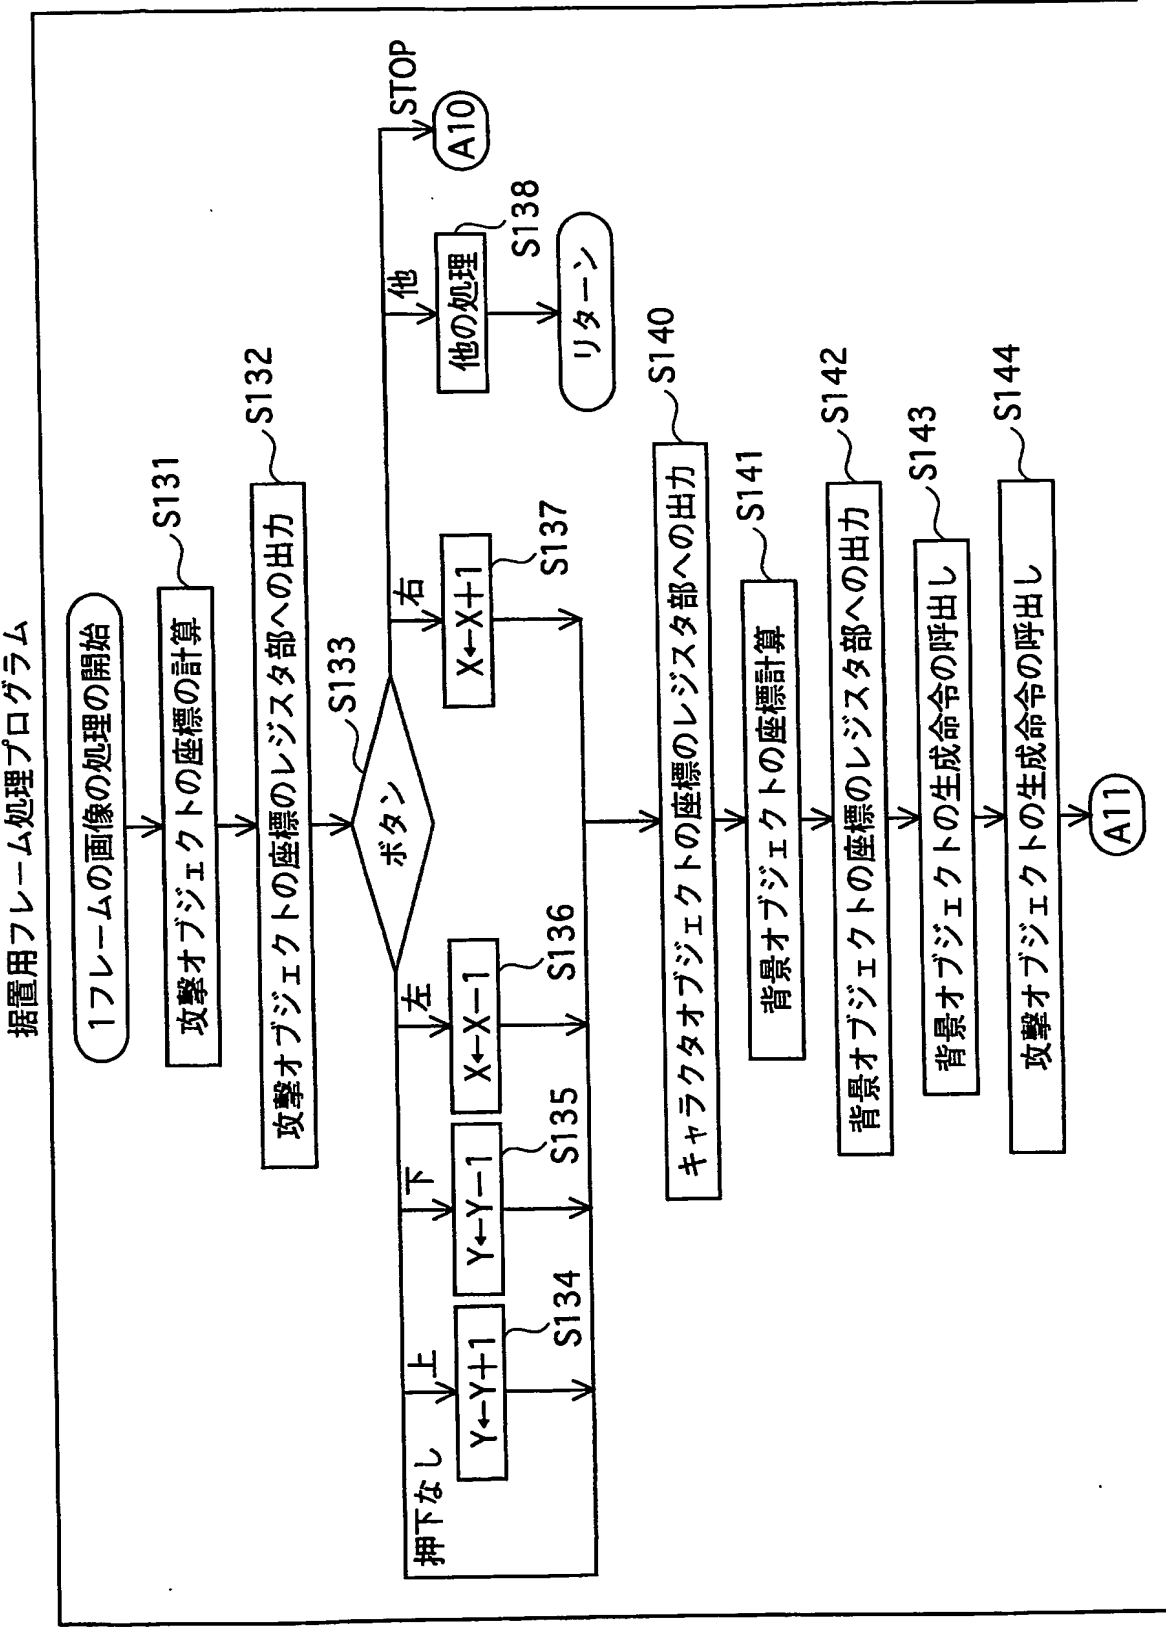 据置用フレーム処理プログラム
1フレームの画像の処理の開始
攻撃オブジェクトの座標の計算
S131
攻撃オブジェクトの座標のレジスタ部への出力
S132
ボタン
S133
押下なし
上
下
左
右
他
STOP
Y←Y+1
S134
Y←Y−1
S135
X←X−1
S136
X←X+1
S137
他の処理
S138
A10
リターン
キャラクタオブジェクトの座標のレジスタ部への出力
S140
背景オブジェクトの座標計算
S141
背景オブジェクトの座標のレジスタ部への出力
S142
背景オブジェクトの生成命令の呼出し
S143
攻撃オブジェクトの生成命令の呼出し
S144
A11